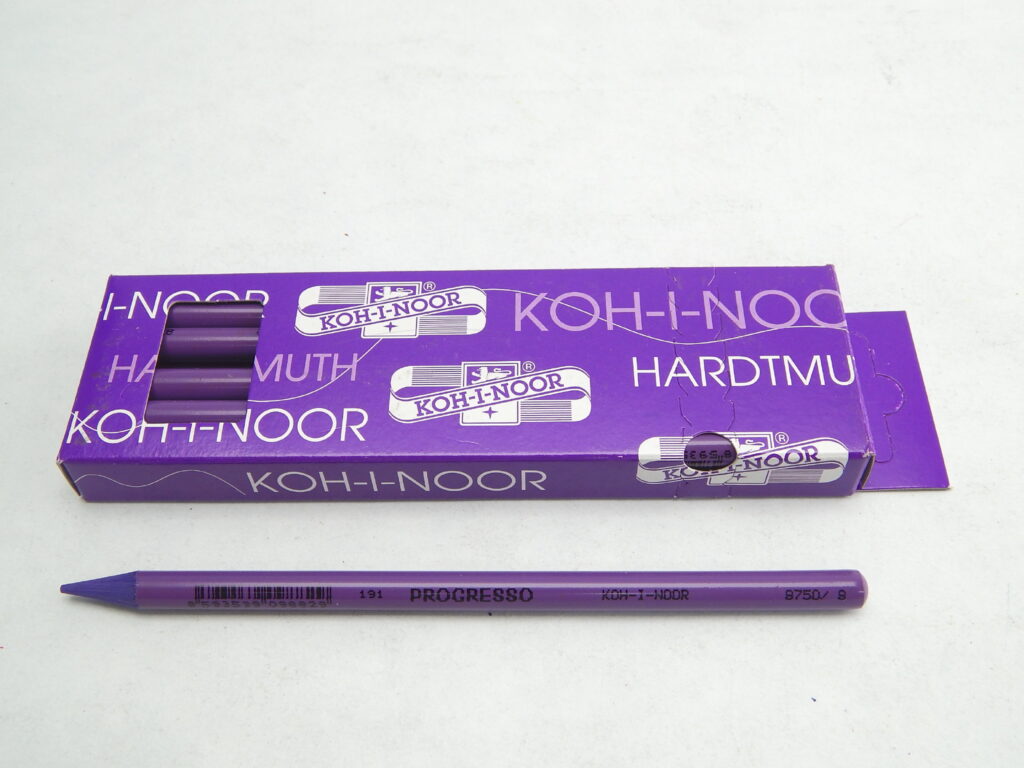 -I-NOOR
KOH-I-NOOR ®
KOH-I-NOO
HA MUTH
KOH-I-NOOR ®
HARDTMU
KOH-I-NOOR
KOH-I-NOOR ®
KOH-I-NOOR
191 PROGRESSO KOH-I-NOOR 8750/ 8